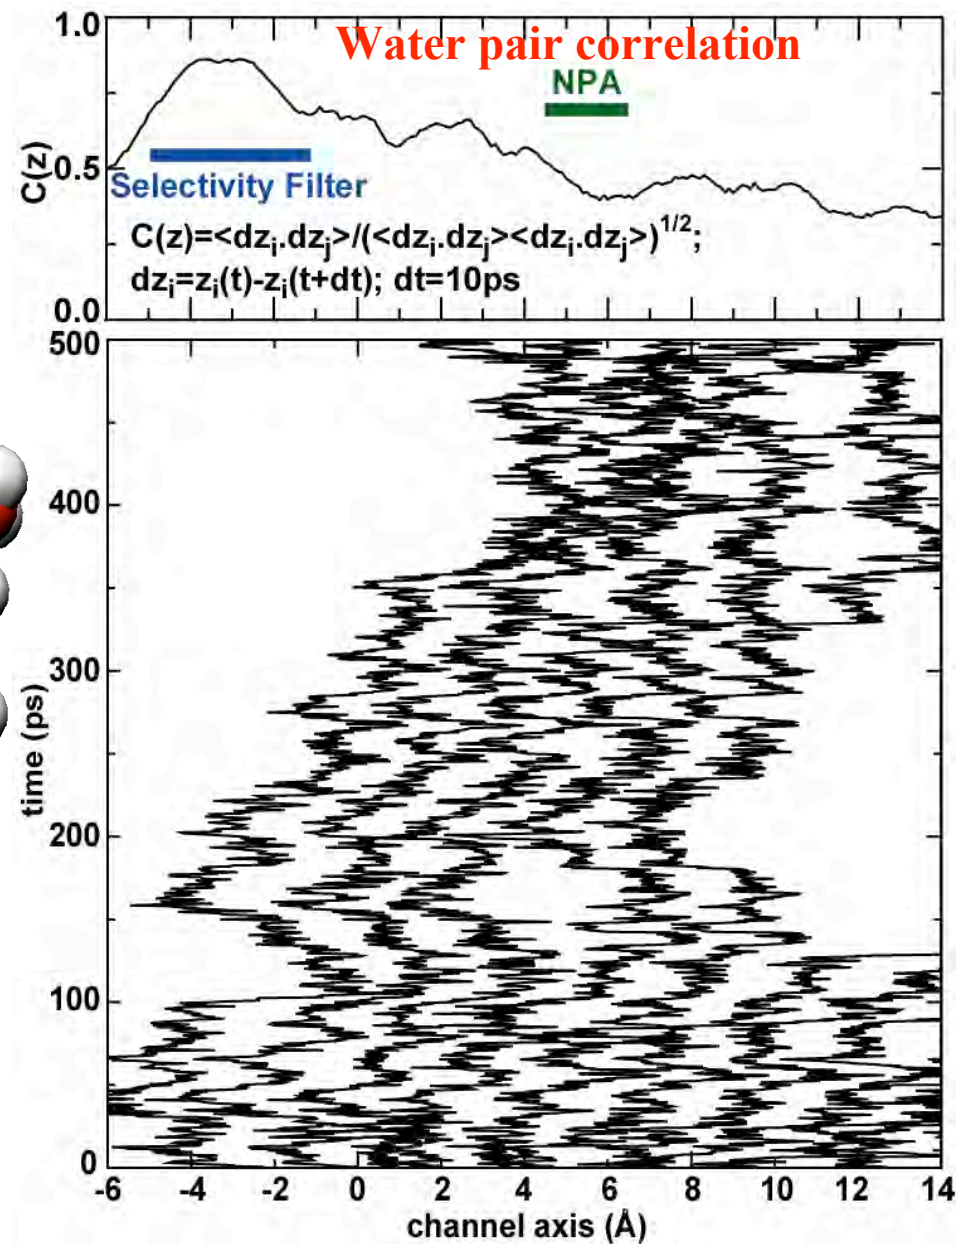 Water pair correlation
1.0
NPA
C(z)
0.5
Selectivity Filter
C(z)=<dzi.dzj>/(<dzi.dzj><dzi.dzj>)1/2;
dzi=zi(t)-zi(t+dt); dt=10ps
0.0
500
400
300
time (ps)
200
100
0
-6 -4 -2 0 2 4 6 8 10 12 14
channel axis (Å)